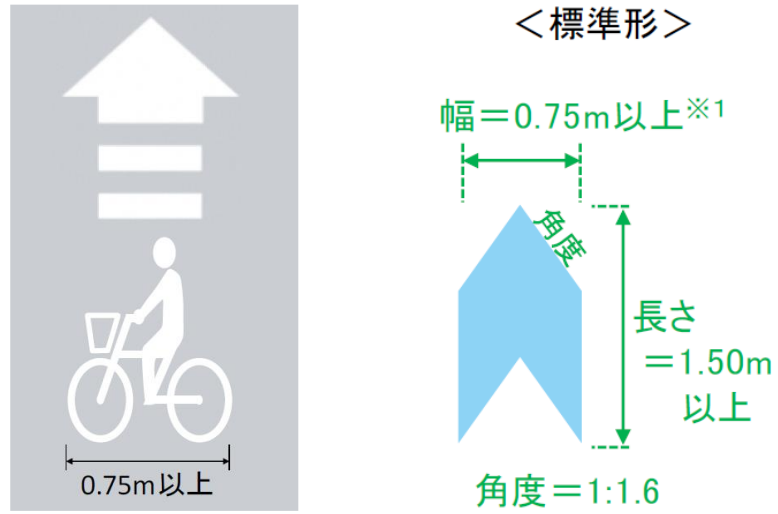 0.75m以上
＜標準形＞
幅＝0.75m以上※1
角度
長さ
＝1.50m
以上
角度＝1:1.6